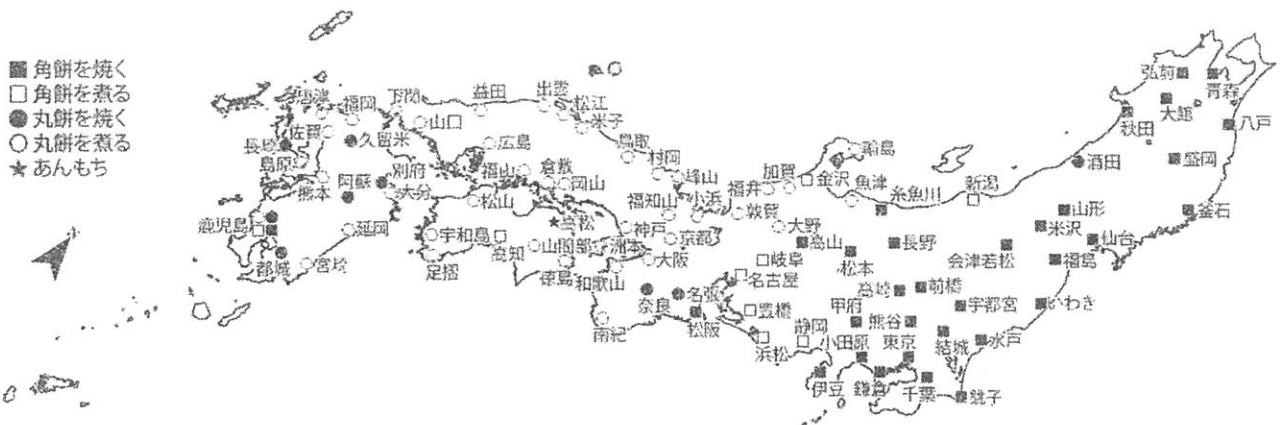 ■ 角餅を焼く
□ 角餅を煮る
● 丸餅を焼く
○ 丸餅を煮る
★ あんもち
唐津
福岡
下関
益田
出雲
松江
米子
山口
佐賀
久留米
長崎
島原
広島
鳥取
村岡
峰山
加賀
輪島
金沢
魚津
糸魚川
新潟
酒田
秋田
弘前
青森
大館
八戸
盛岡
釜石
熊本
阿蘇
別府
大分
福山
倉敷
岡山
松山
福知山
小浜
福井
敦賀
大野
山形
米沢
仙台
鹿児島
延岡
宇和島
高知
高松
山間部
洲本
神戸
京都
大阪
高山
松本
長野
会津若松
福島
都城
宮崎
足摺
徳島
和歌山
岐阜
名古屋
高崎
前橋
宇都宮
いわき
奈良
名張
松阪
豊橋
甲府
熊谷
結城
水戸
南紀
浜松
静岡
小田原
東京
伊豆
鎌倉
千葉
銚子